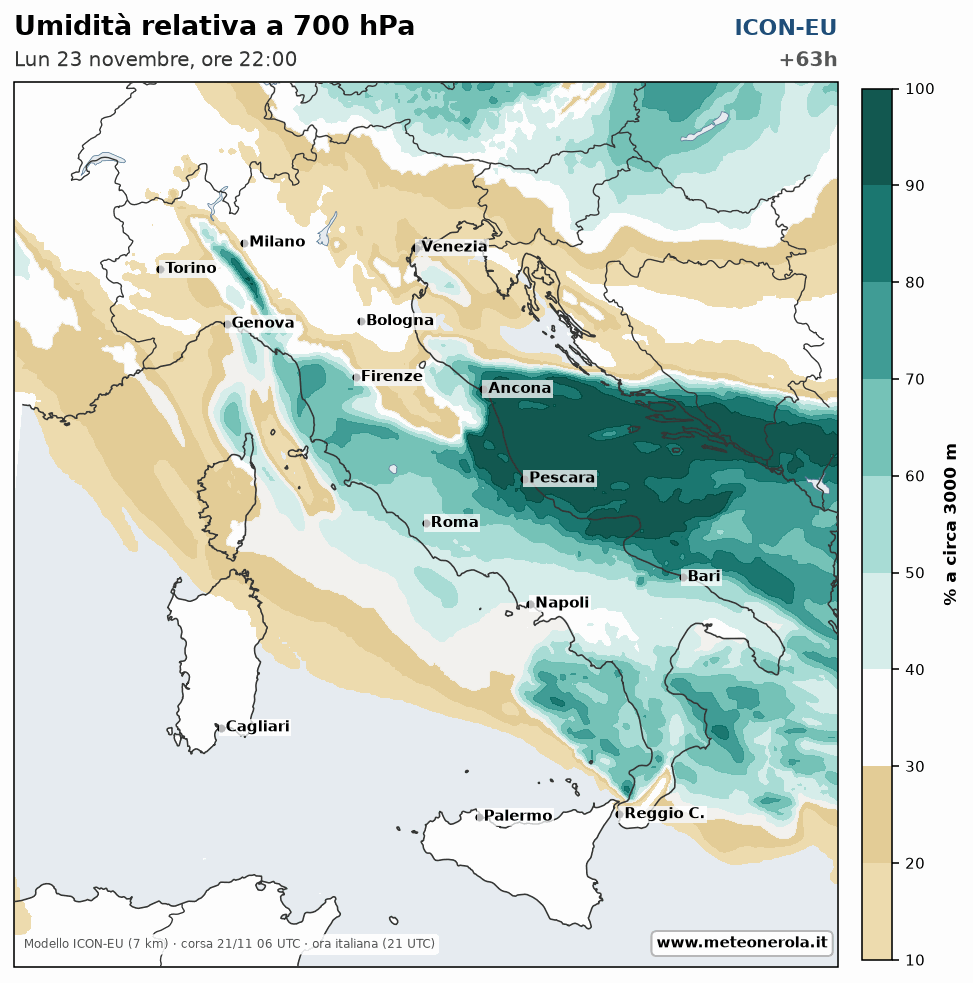 Umidità relativa a 700 hPa
ICON-EU
Lun 23 novembre, ore 22:00
+63h
Milano
Venezia
Torino
Genova
Bologna
Firenze
Ancona
Pescara
Roma
Bari
Napoli
Cagliari
Palermo
Reggio C.
Modello ICON-EU (7 km) · corsa 21/11 06 UTC · ora italiana (21 UTC)
www.meteonerola.it
100
90
80
70
60
50
40
30
20
10
% a circa 3000 m